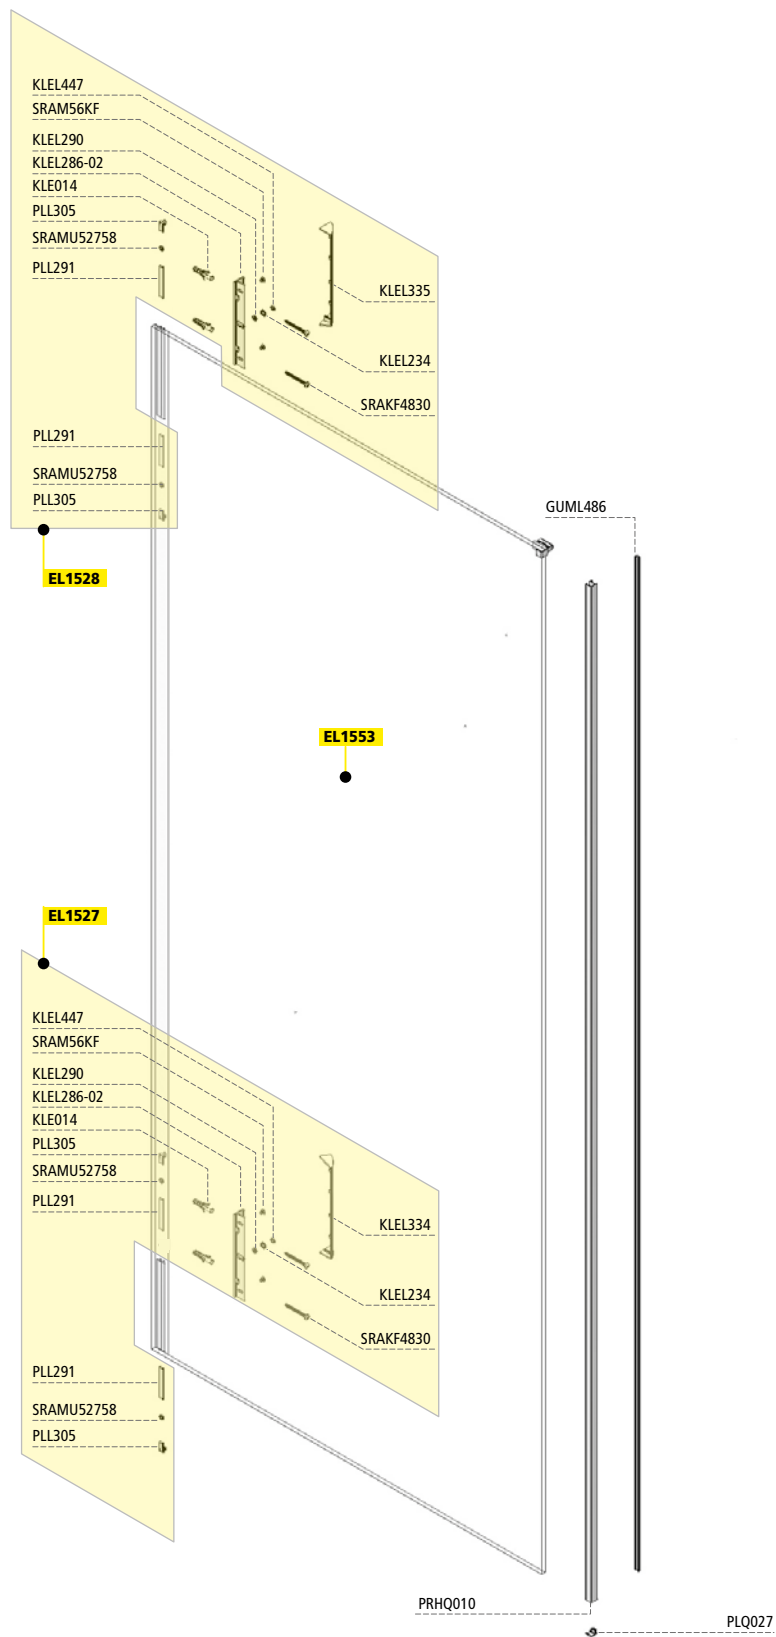 KLEL447
SRAM56KF
KLEL290
KLEL286-02
KLE014
PLL305
SRAMU52758
PLL291
KLEL335
KLEL234
SRAKF4830
PLL291
SRAMU52758
PLL305
GUML486
EL1528
EL1553
EL1527
KLEL447
SRAM56KF
KLEL290
KLEL286-02
KLE014
PLL305
SRAMU52758
PLL291
KLEL334
KLEL234
SRAKF4830
PLL291
SRAMU52758
PLL305
PRHQ010
PLQ027